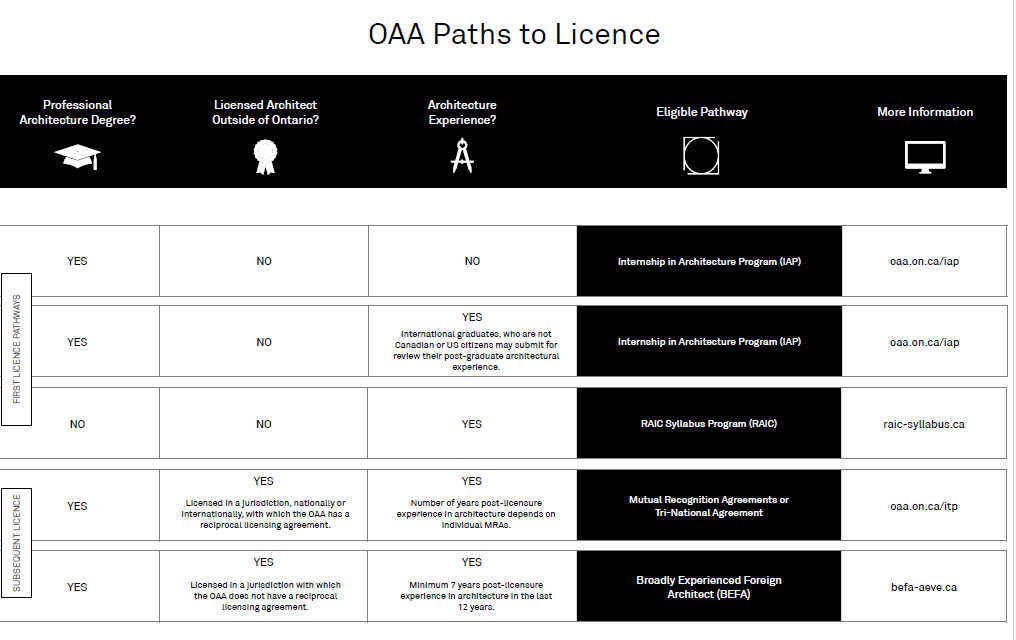 OAA Paths to Licence
Professional
Architecture Degree?
Licensed Architect
Outside of Ontario?
Architecture
Experience?
Eligible Pathway
More Information
FIRST LICENCE PATHWAYS
YES
NO
NO
Internship in Architecture Program (IAP)
oaa.on.ca/iap
YES
NO
YES
International graduates, who are not
Canadian or US citizens may submit for
review their post-graduate architectural
experience.
Internship in Architecture Program (IAP)
oaa.on.ca/iap
NO
NO
YES
RAIC Syllabus Program (RAIC)
raic-syllabus.ca
SUBSEQUENT LICENCE
YES
YES
Licensed in a jurisdiction, nationally or
internationally, with which the OAA has a
reciprocal licensing agreement.
YES
Number of years post-licensure
experience in architecture depends on
individual MRAs.
Mutual Recognition Agreements or
Tri-National Agreement
oaa.on.ca/itp
YES
YES
Licensed in a jurisdiction with which
the OAA does not have a reciprocal
licensing agreement.
YES
Minimum 7 years post-licensure
experience in architecture in the last
12 years.
Broadly Experienced Foreign
Architect (BEFA)
befa-aeve.ca